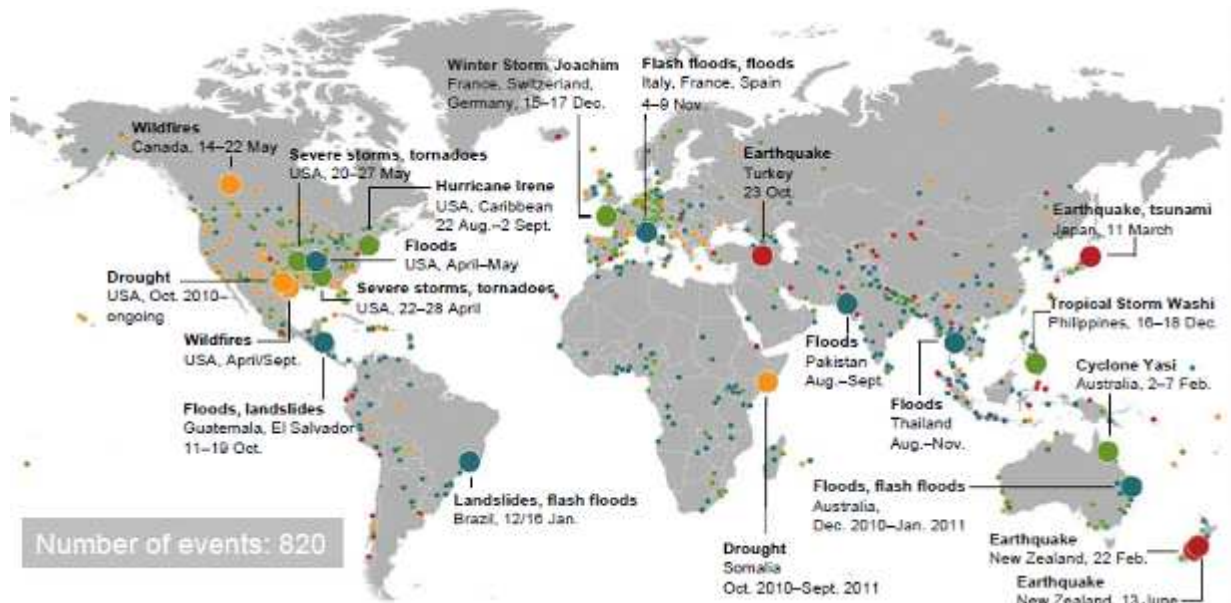 Winter Storm Joachim
France, Switzerland,
Germany, 15–17 Dec.
Flash floods, floods
Italy, France, Spain
4–9 Nov.
Wildfires
Canada, 14–22 May
Severe storms, tornadoes
USA, 20–27 May
Hurricane Irene
USA, Caribbean
22 Aug.–2 Sept.
Earthquake
Turkey
23 Oct.
Earthquake, tsunami
Japan, 11 March
Floods
USA, April–May
Drought
USA, Oct. 2010–
ongoing
Severe storms, tornadoes
USA, 22–28 April
Wildfires
USA, April/Sept.
Tropical Storm Washi
Philippines, 16–18 Dec.
Floods
Pakistan
Aug.–Sept.
Cyclone Yasi
Australia, 2–7 Feb.
Floods, landslides
Guatemala, El Salvador
11–19 Oct.
Floods
Thailand
Aug.–Nov.
Landslides, flash floods
Brazil, 12/16 Jan.
Floods, flash floods
Australia,
Dec. 2010–Jan. 2011
Number of events: 820
Drought
Somalia
Oct. 2010–Sept. 2011
Earthquake
New Zealand, 22 Feb.
Earthquake
New Zealand, 13 June